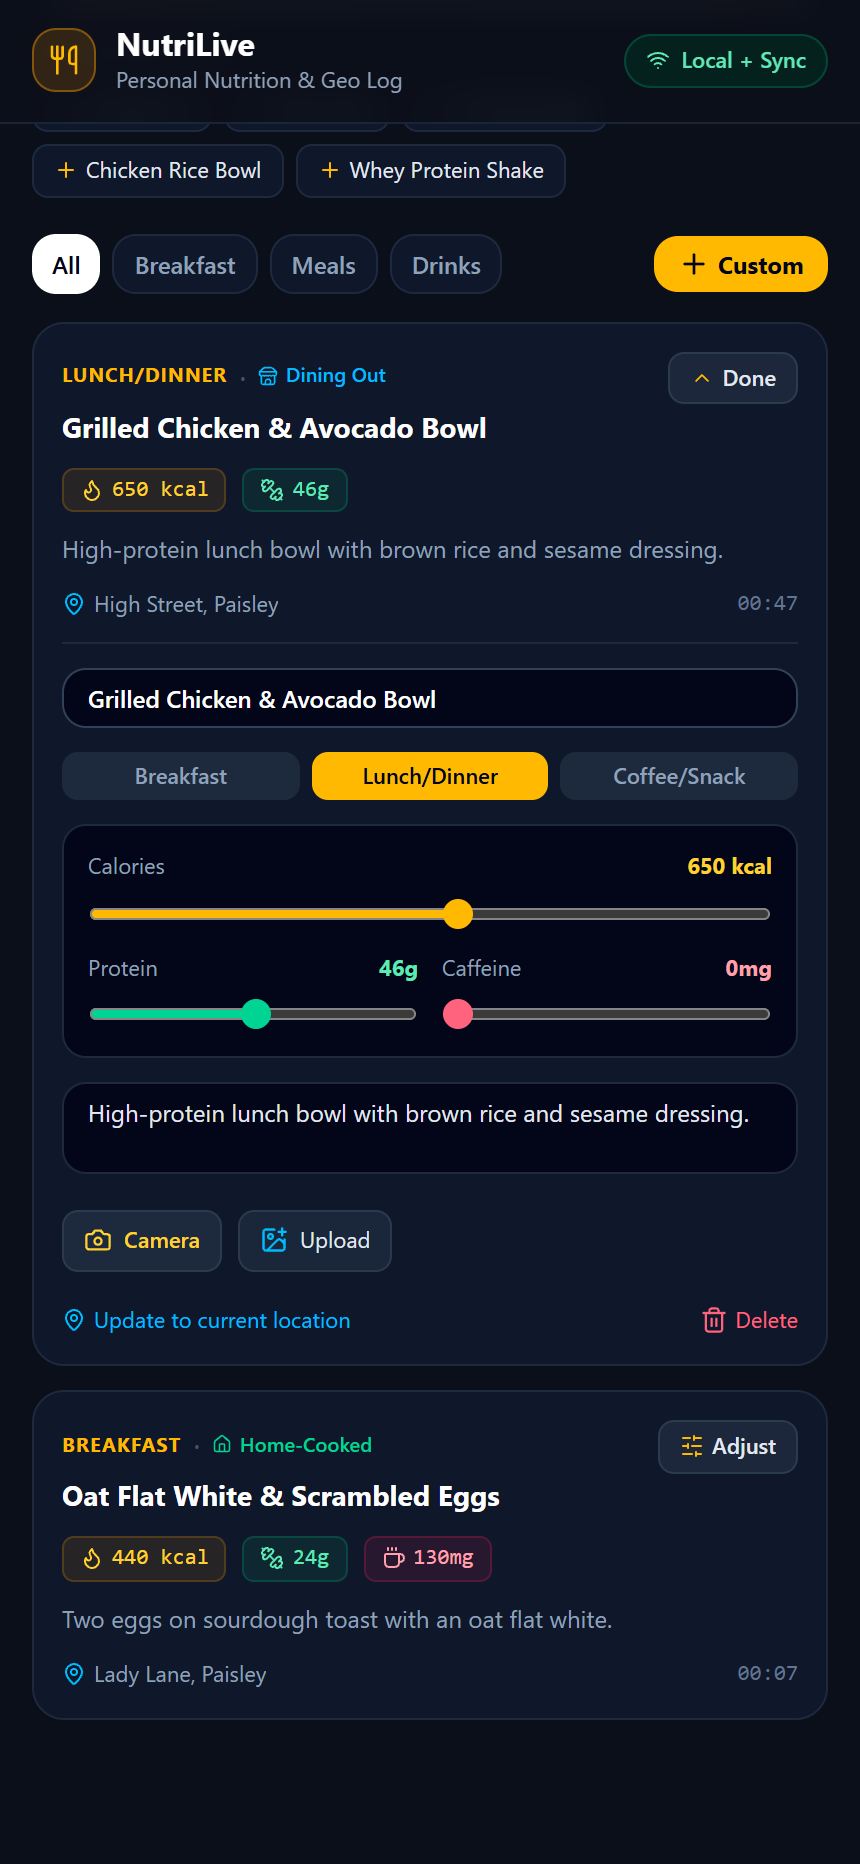 NutriLive
Personal Nutrition & Geo Log
Local + Sync
Chicken Rice Bowl
Whey Protein Shake
All
Breakfast
Meals
Drinks
Custom
LUNCH/DINNER · Dining Out
Done
Grilled Chicken & Avocado Bowl
650 kcal
46g
High-protein lunch bowl with brown rice and sesame dressing.
High Street, Paisley
00:47
Grilled Chicken & Avocado Bowl
Breakfast
Lunch/Dinner
Coffee/Snack
Calories
650 kcal
Protein
46g
Caffeine
0mg
High-protein lunch bowl with brown rice and sesame dressing.
Camera
Upload
Update to current location
Delete
BREAKFAST · Home-Cooked
Adjust
Oat Flat White & Scrambled Eggs
440 kcal
24g
130mg
Two eggs on sourdough toast with an oat flat white.
Lady Lane, Paisley
00:07